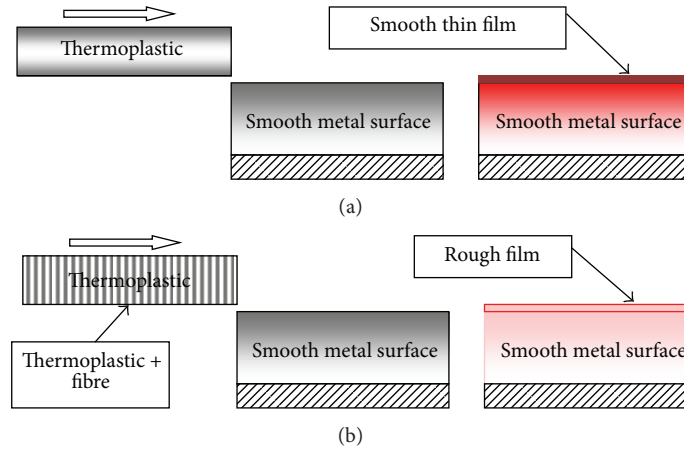 Thermoplastic
Smooth thin film
Smooth metal surface
Smooth metal surface
(a)
Thermoplastic
Rough film
Thermoplastic +
fibre
Smooth metal surface
Smooth metal surface
(b)